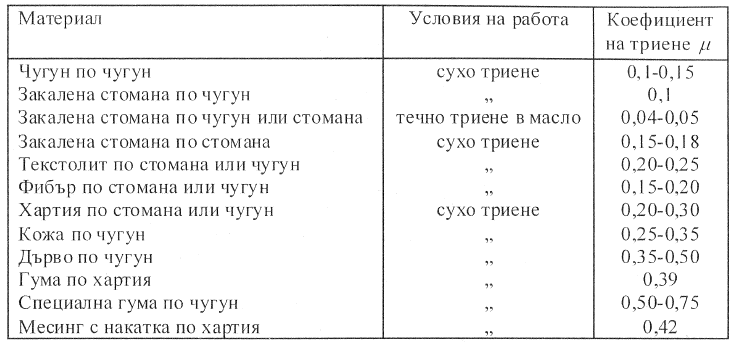 Материал Условия на работа Коефициент
на триене μ
Чугун по чугун сухо триене 0,1-0,15
Закалена стомана по чугун „ 0,1
Закалена стомана по чугун или стомана течно триене в масло 0,04-0,05
Закалена стомана по стомана сухо триене 0,15-0,18
Текстолит по стомана или чугун „ 0,20-0,25
Фибър по стомана или чугун „ 0,15-0,20
Хартия по стомана или чугун сухо триене 0,20-0,30
Кожа по чугун „ 0,25-0,35
Дърво по чугун „ 0,35-0,50
Гума по хартия „ 0,39
Специална гума по чугун „ 0,50-0,75
Месинг с накатка по хартия „ 0,42